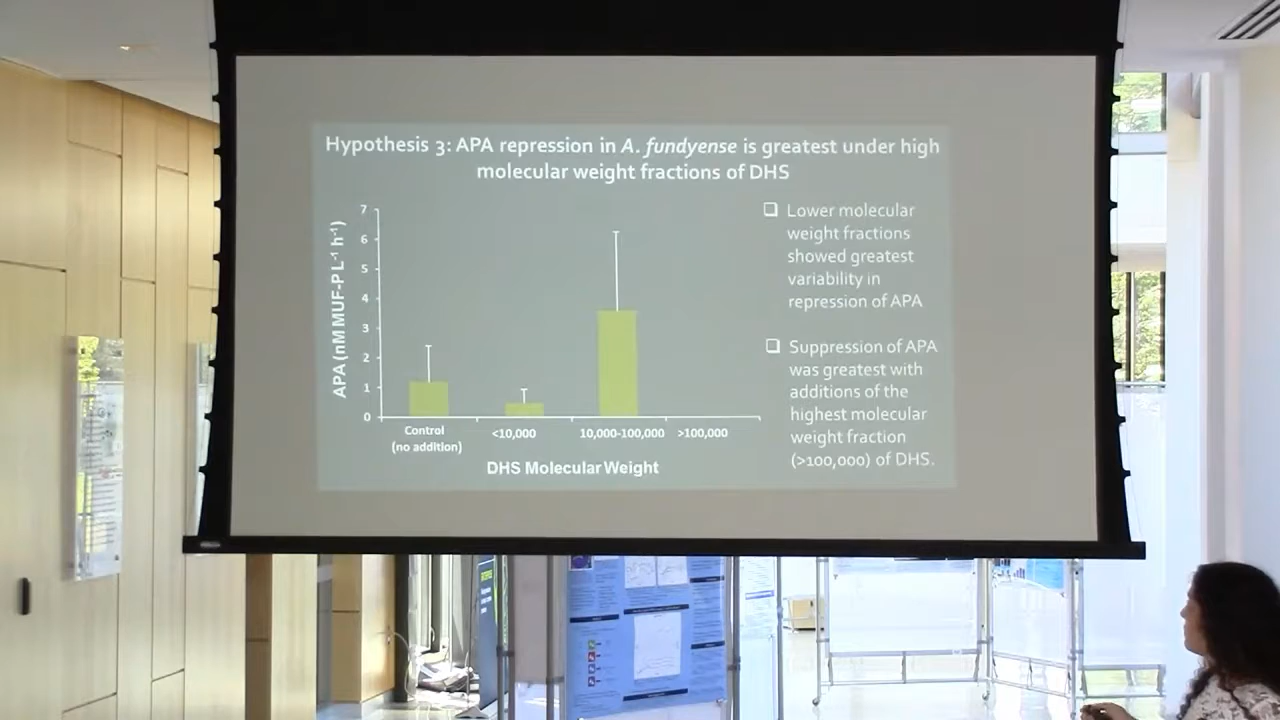 Hypothesis 3: APA repression in A. fundyense is greatest under high
molecular weight fractions of DHS
APA (nM MUF-P L⁻¹ h⁻¹)
7
6
5
4
3
2
1
0
Control
(no addition)
<10,000
10,000-100,000
>100,000
DHS Molecular Weight
❑ Lower molecular
weight fractions
showed greatest
variability in
repression of APA
❑ Suppression of APA
was greatest with
additions of the
highest molecular
weight fraction
(>100,000) of DHS.